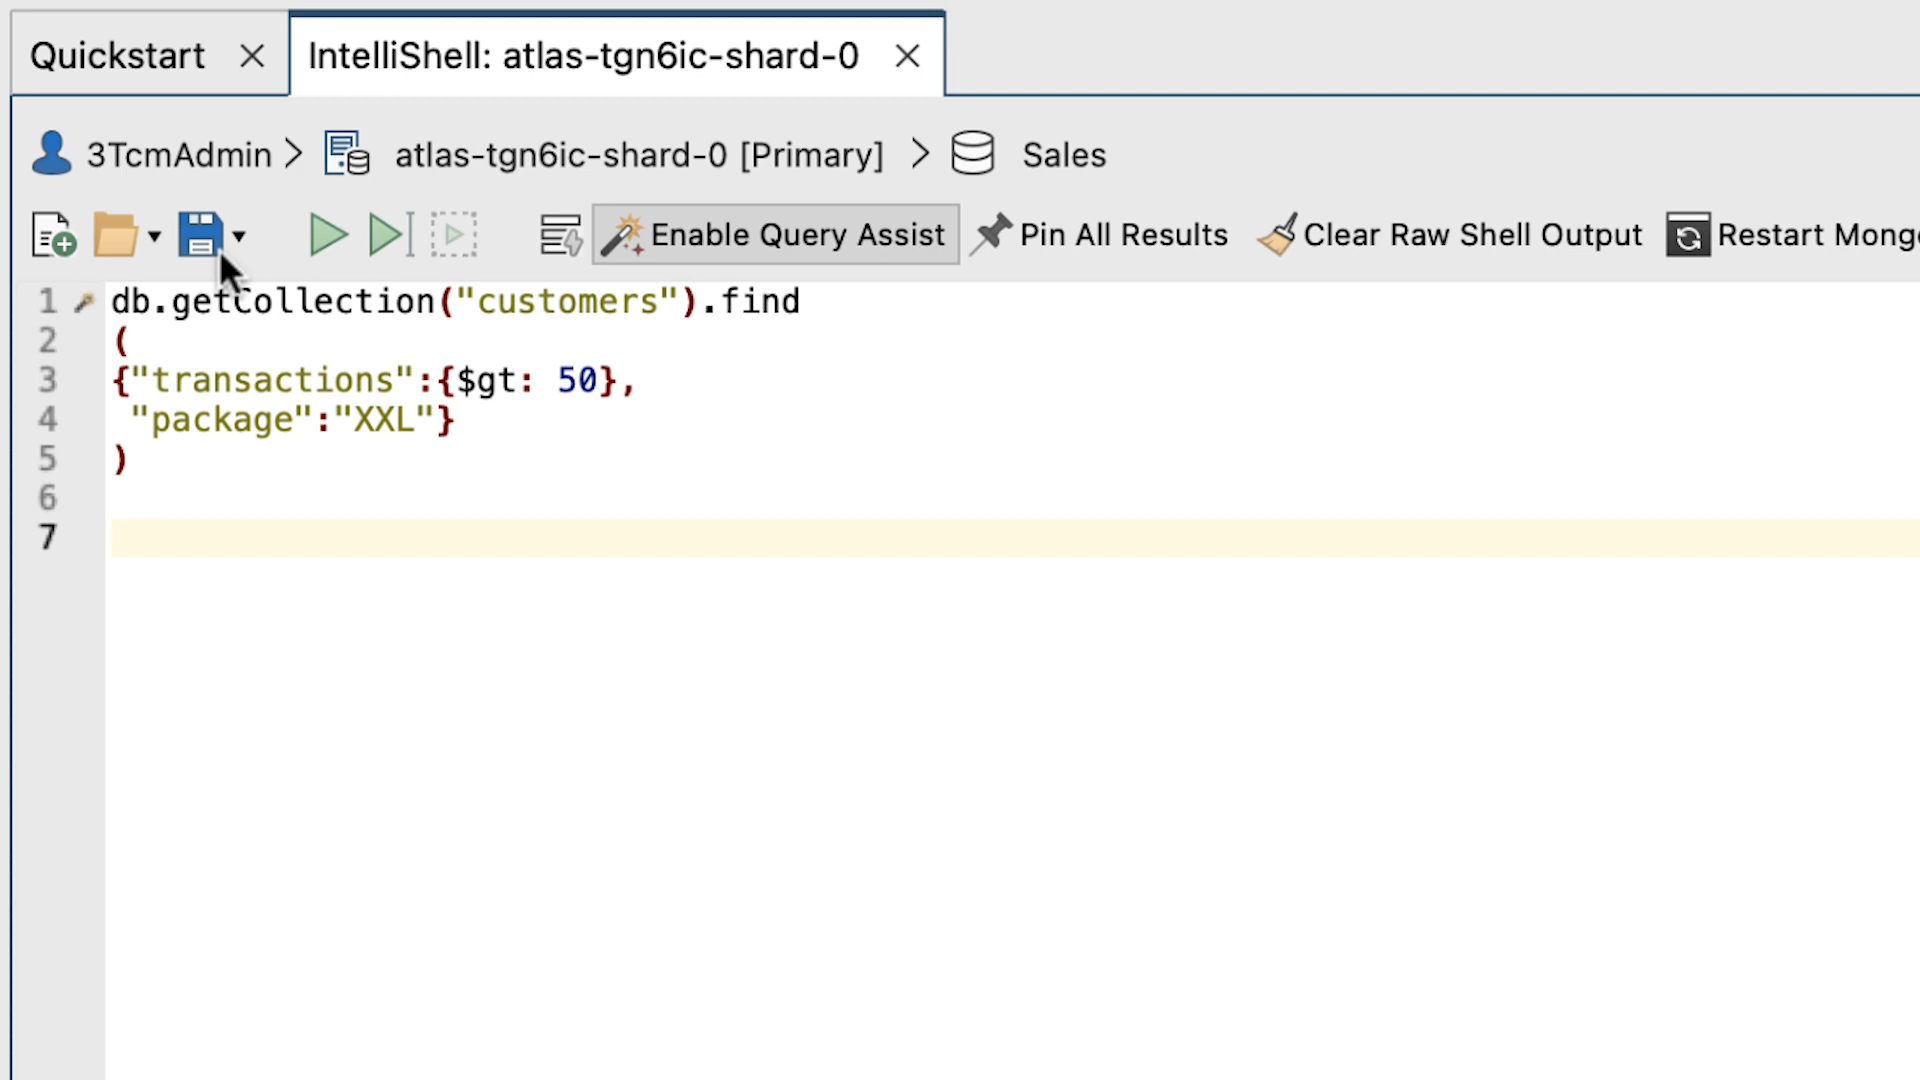 Quickstart
IntelliShell: atlas-tgn6ic-shard-0
3TcmAdmin > atlas-tgn6ic-shard-0 [Primary] > Sales
Enable Query Assist Pin All Results Clear Raw Shell Output Restart Mong
1 db.getCollection("customers").find
2 (
3 {"transactions":{$gt: 50},
4 "package":"XXL"}
5 )
6
7